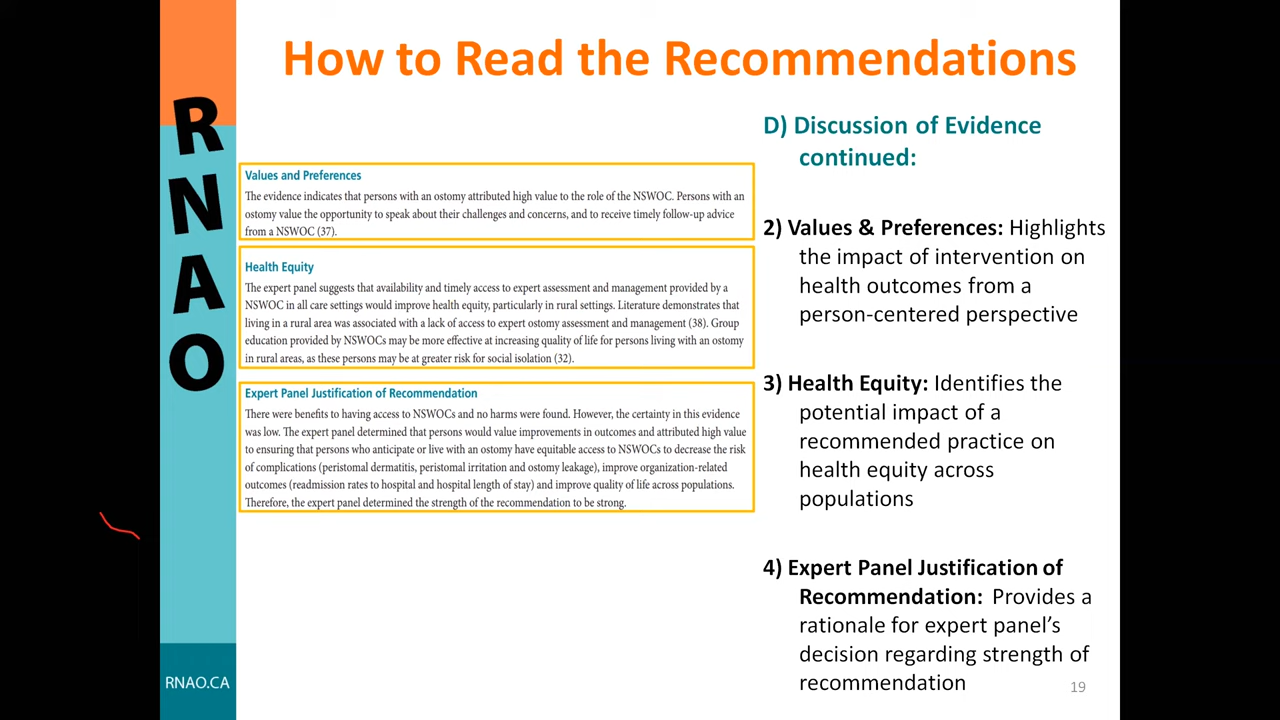 How to Read the Recommendations
R
N
A
O
RNAO.CA
Values and Preferences
The evidence indicates that persons with an ostomy attributed high value to the role of the NSWOC. Persons with an
ostomy value the opportunity to speak about their challenges and concerns, and to receive timely follow-up advice
from a NSWOC (37).
Health Equity
The expert panel suggests that availability and timely access to expert assessment and management provided by a
NSWOC in all care settings would improve health equity, particularly in rural settings. Literature demonstrates that
living in a rural area was associated with a lack of access to expert ostomy assessment and management (38). Group
education provided by NSWOCs may be more effective at increasing quality of life for persons living with an ostomy
in rural areas, as these persons may be at greater risk for social isolation (32).
Expert Panel Justification of Recommendation
There were benefits to having access to NSWOCs and no harms were found. However, the certainty in this evidence
was low. The expert panel determined that persons would value improvements in outcomes and attributed high value
to ensuring that persons who anticipate or live with an ostomy have equitable access to NSWOCs to decrease the risk
of complications (peristomal dermatitis, peristomal irritation and ostomy leakage), improve organization-related
outcomes (readmission rates to hospital and hospital length of stay) and improve quality of life across populations.
Therefore, the expert panel determined the strength of the recommendation to be strong.
D) Discussion of Evidence
continued:
2) Values & Preferences: Highlights
the impact of intervention on
health outcomes from a
person-centered perspective
3) Health Equity: Identifies the
potential impact of a
recommended practice on
health equity across
populations
4) Expert Panel Justification of
Recommendation: Provides a
rationale for expert panel's
decision regarding strength of
recommendation
19